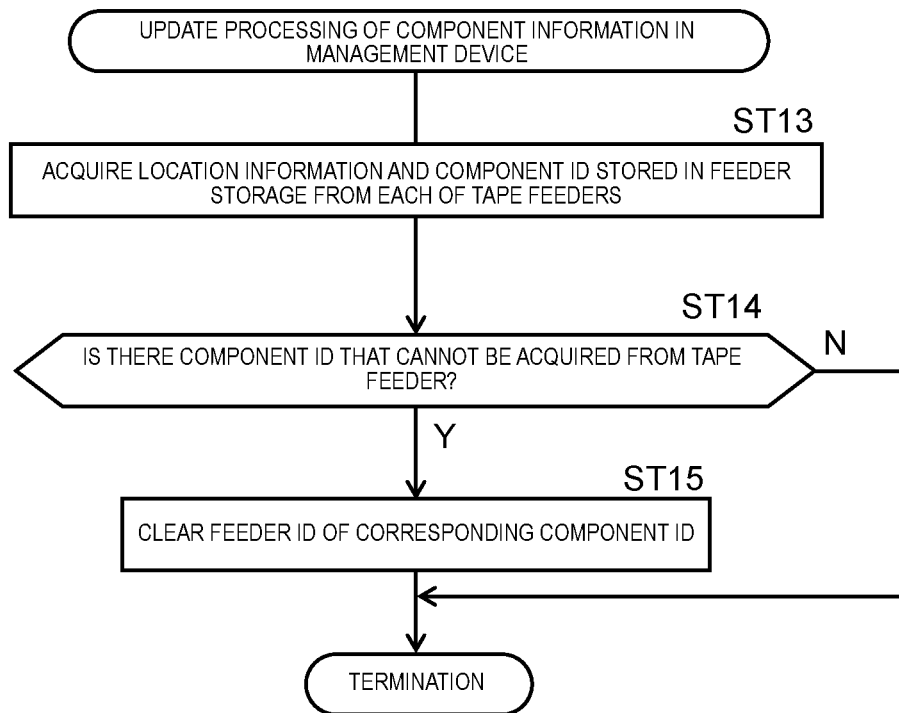 UPDATE PROCESSING OF COMPONENT INFORMATION IN
MANAGEMENT DEVICE
ST13
ACQUIRE LOCATION INFORMATION AND COMPONENT ID STORED IN FEEDER
STORAGE FROM EACH OF TAPE FEEDERS
ST14
IS THERE COMPONENT ID THAT CANNOT BE ACQUIRED FROM TAPE
FEEDER?
N
Y
ST15
CLEAR FEEDER ID OF CORRESPONDING COMPONENT ID
TERMINATION